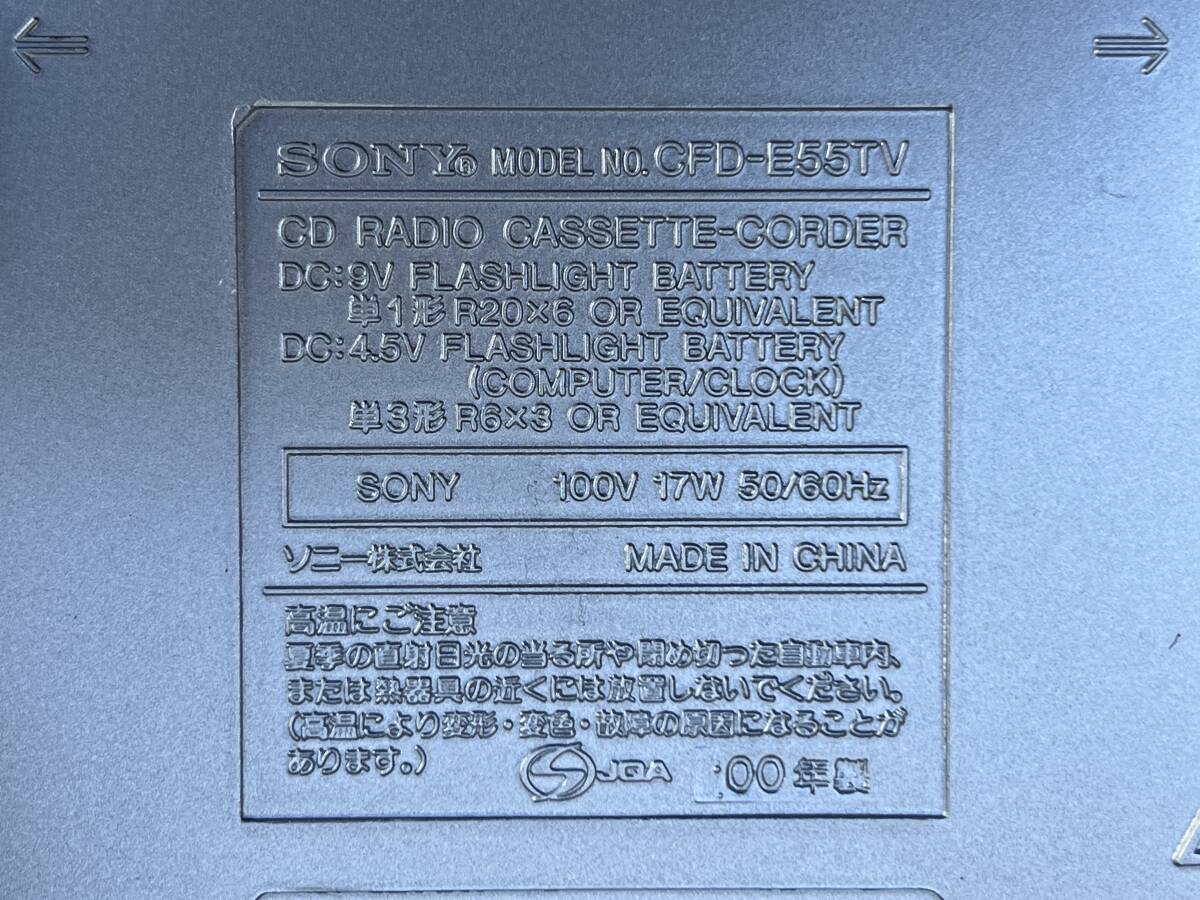 SONY® MODEL NO. CFD-E55TV
CD RADIO CASSETTE-CORDER
DC:9V FLASHLIGHT BATTERY
単1形 R20×6 OR EQUIVALENT
DC:4.5V FLASHLIGHT BATTERY
(COMPUTER/CLOCK)
単3形 R6×3 OR EQUIVALENT
SONY 100V 17W 50/60Hz
ソニー株式会社 MADE IN CHINA
高温にご注意
夏季の直射日光の当る所や閉め切った自動車内、
または熱器具の近くには放置しないでください。
(高温により変形・変色・故障の原因になることが
あります。)
JQA '00年製